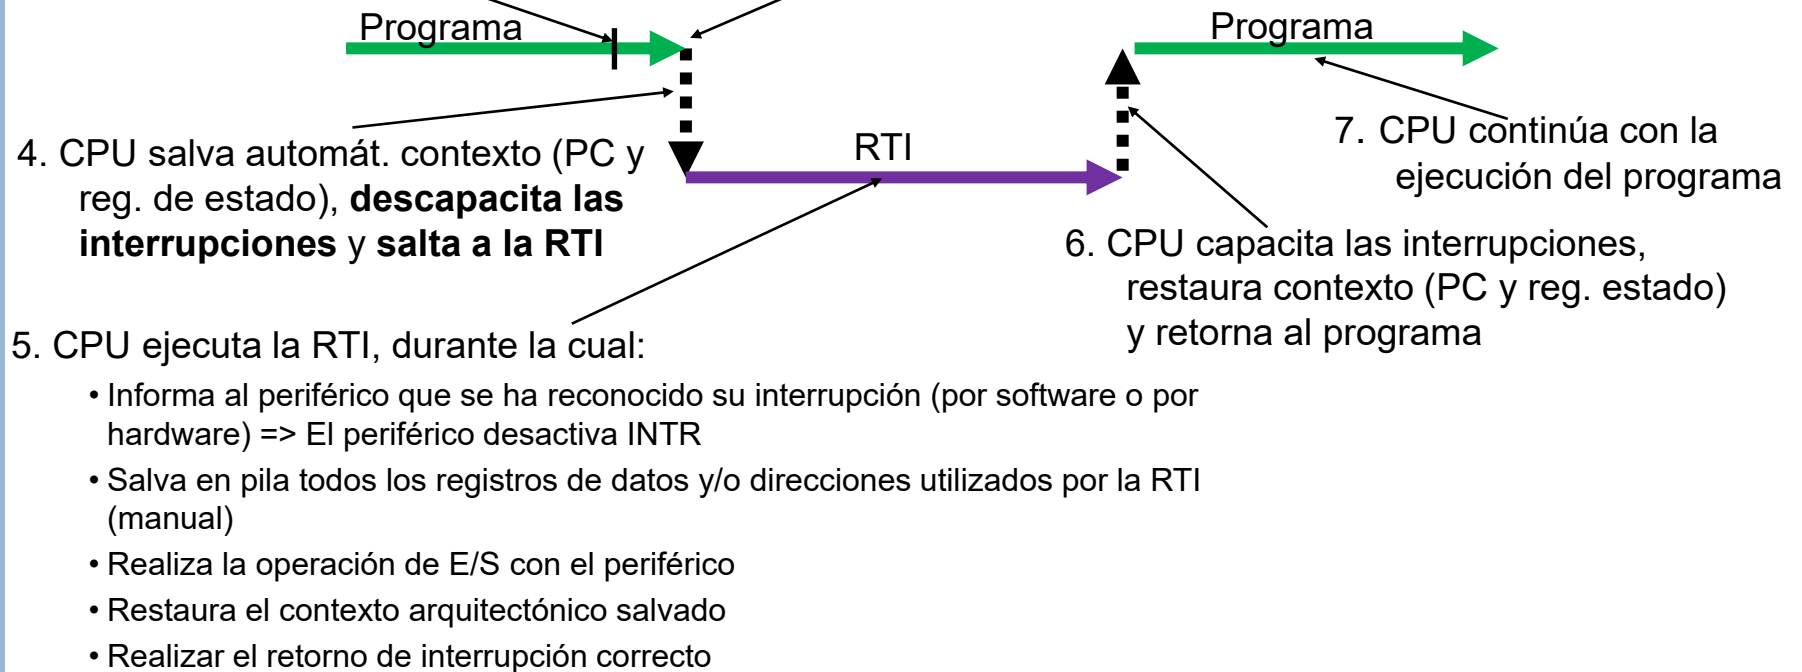 Programa
Programa
4. CPU salva automát. contexto (PC y
reg. de estado), descapacita las
interrupciones y salta a la RTI
RTI
7. CPU continúa con la
ejecución del programa
6. CPU capacita las interrupciones,
restaura contexto (PC y reg. estado)
y retorna al programa
5. CPU ejecuta la RTI, durante la cual:
• Informa al periférico que se ha reconocido su interrupción (por software o por
hardware) => El periférico desactiva INTR
• Salva en pila todos los registros de datos y/o direcciones utilizados por la RTI
(manual)
• Realiza la operación de E/S con el periférico
• Restaura el contexto arquitectónico salvado
• Realizar el retorno de interrupción correcto